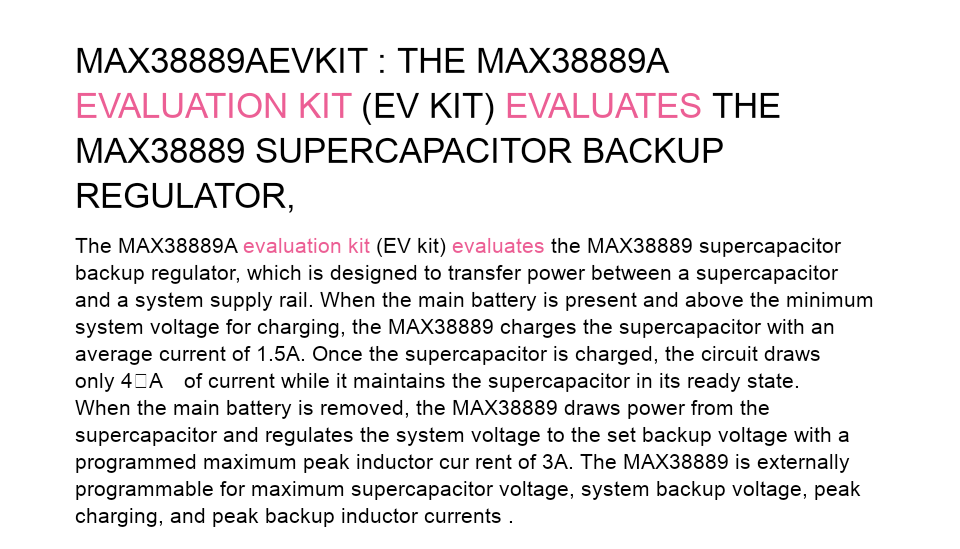 MAX38889AEVKIT : THE MAX38889A
EVALUATION KIT (EV KIT) EVALUATES THE
MAX38889 SUPERCAPACITOR BACKUP
REGULATOR,
The MAX38889A evaluation kit (EV kit) evaluates the MAX38889 supercapacitor
backup regulator, which is designed to transfer power between a supercapacitor
and a system supply rail. When the main battery is present and above the minimum
system voltage for charging, the MAX38889 charges the supercapacitor with an
average current of 1.5A. Once the supercapacitor is charged, the circuit draws
only 4□A of current while it maintains the supercapacitor in its ready state.
When the main battery is removed, the MAX38889 draws power from the
supercapacitor and regulates the system voltage to the set backup voltage with a
programmed maximum peak inductor cur rent of 3A. The MAX38889 is externally
programmable for maximum supercapacitor voltage, system backup voltage, peak
charging, and peak backup inductor currents .